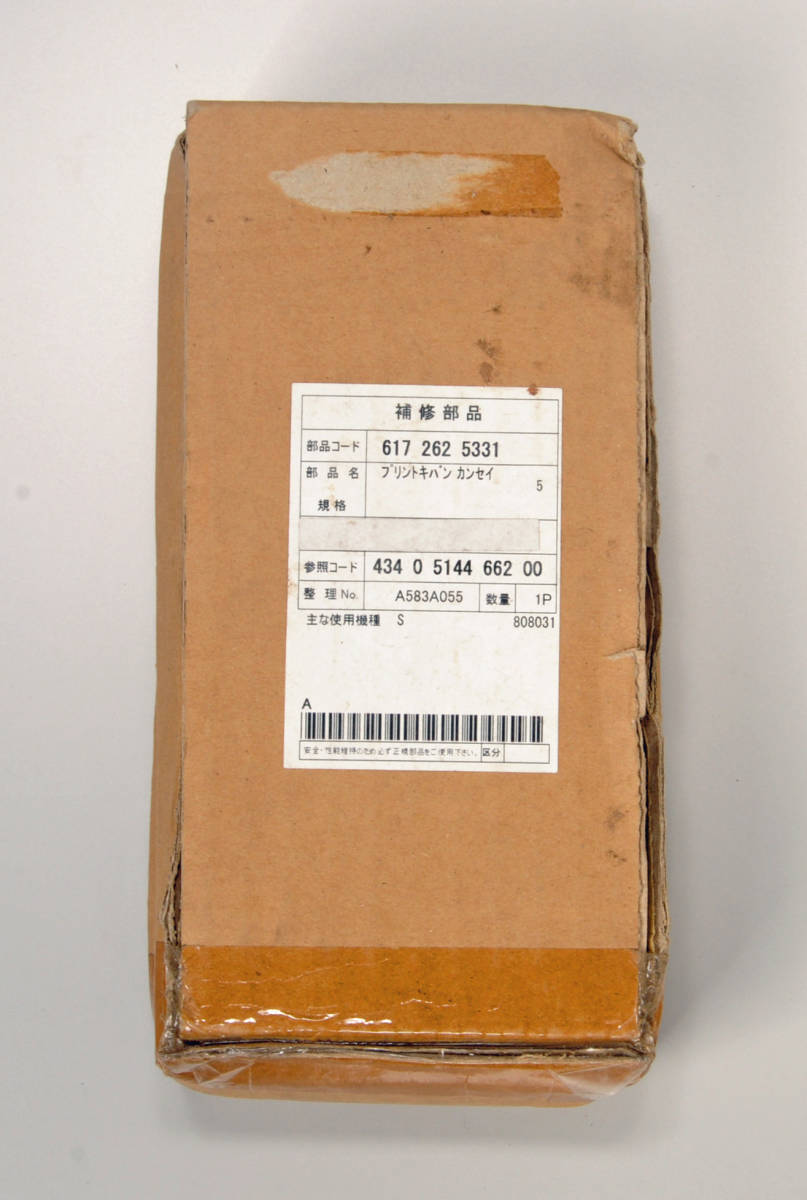 補修部品
部品コード 617 262 5331
部品名 プリントキバン カンセイ 5
規格
参照コード 434 0 5144 662 00
整理No. A583A055 数量 1P
主な使用機種 S 808031
A
安全・性能維持のため必ず正規部品をご使用下さい。 区分